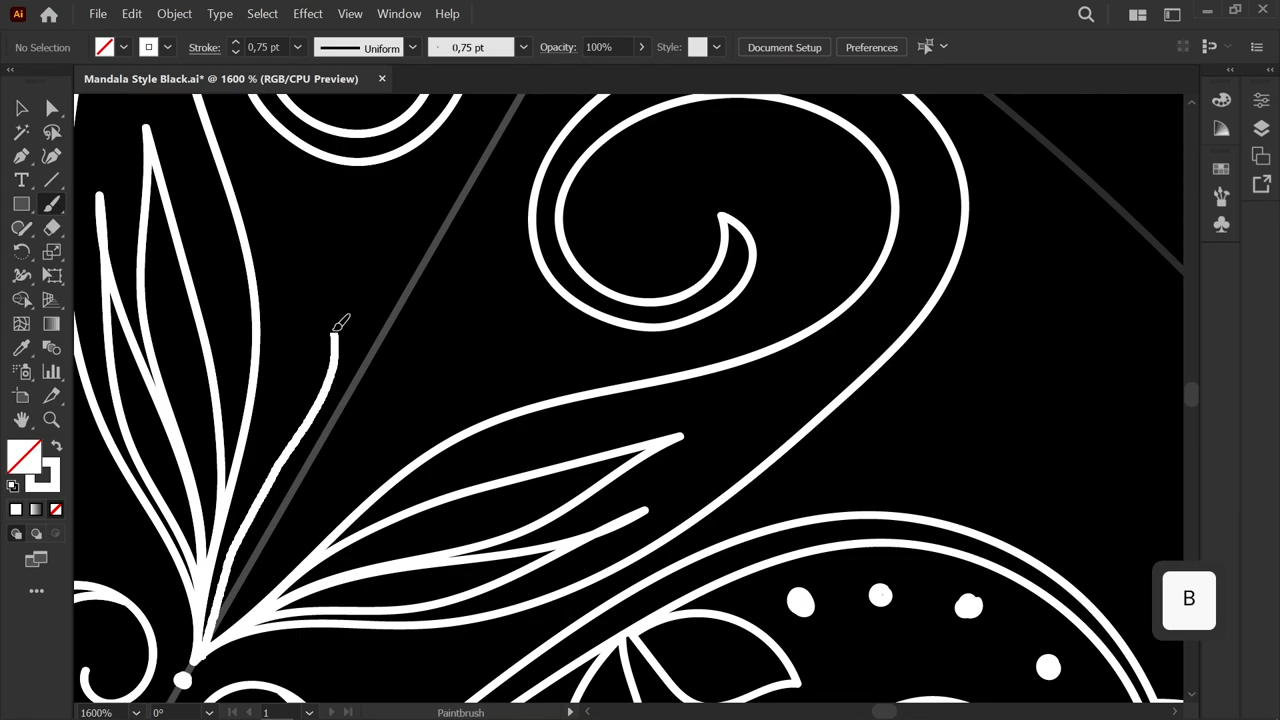 Ai File Edit Object Type Select Effect View Window Help
No Selection Stroke: 0,75 pt Uniform 0,75 pt Opacity: 100% Style: Document Setup Preferences
Mandala Style Black.ai* @ 1600 % (RGB/CPU Preview)
B
1600% 0° 1 Paintbrush